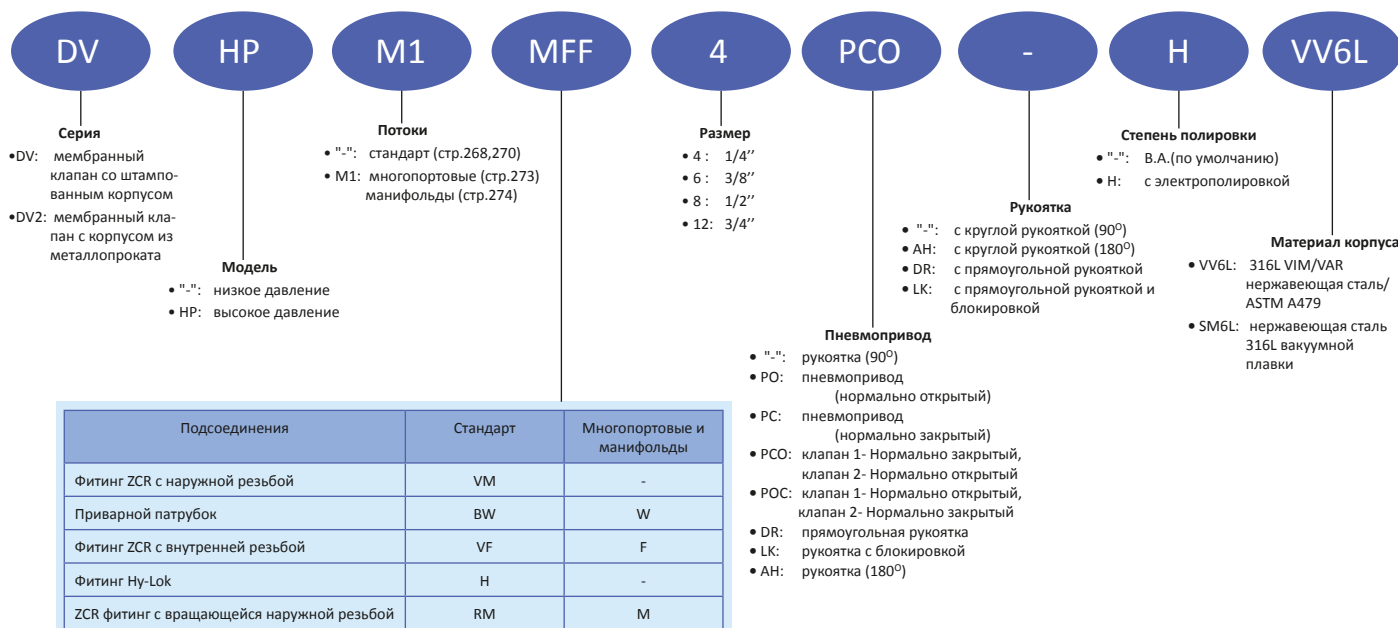 DV HP M1 MFF 4 PCO - H VV6L
Серия
•DV: мембранный
клапан со штампо-
ванным корпусом
•DV2: мембранный кла-
пан с корпусом из
металлопроката
Модель
• "-": низкое давление
• HP: высокое давление
Потоки
• "-": стандарт (стр.268,270)
• M1: многопортовые (стр.273)
манифольды (стр.274)
Подсоединения Стандарт Многопортовые и
манифольды
Фитинг ZCR с наружной резьбой VM -
Приварной патрубок BW W
Фитинг ZCR с внутренней резьбой VF F
Фитинг Hy-Lok H -
ZCR фитинг с вращающейся наружной резьбой RM M
Размер
• 4 : 1/4’’
• 6 : 3/8’’
• 8 : 1/2’’
• 12: 3/4’’
Пневмопривод
• "-": рукоятка (90⁰)
• PO: пневмопривод
(нормально открытый)
• PC: пневмопривод
(нормально закрытый)
• PCO: клапан 1- Нормально закрытый,
клапан 2- Нормально открытый
• POC: клапан 1- Нормально открытый,
клапан 2- Нормально закрытый
• DR: прямоугольная рукоятка
• LK: рукоятка с блокировкой
• AH: рукоятка (180⁰)
Рукоятка
• "-": с круглой рукояткой (90⁰)
• AH: с круглой рукояткой (180⁰)
• DR: с прямоугольной рукояткой
• LK: с прямоугольной рукояткой и
блокировкой
Степень полировки
• "-": B.A.(по умолчанию)
• H: с электрополировкой
Материал корпуса
• VV6L: 316L VIM/VAR
нержавеющая сталь/
ASTM A479
• SM6L: нержавеющая сталь
316L вакуумной
плавки